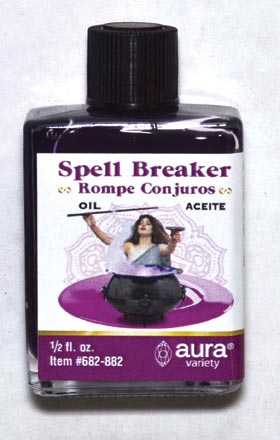 Spell Breaker
Rompe Conjuros
OIL ACEITE
1/2 fl. oz.
Item #682-882
aura®
variety